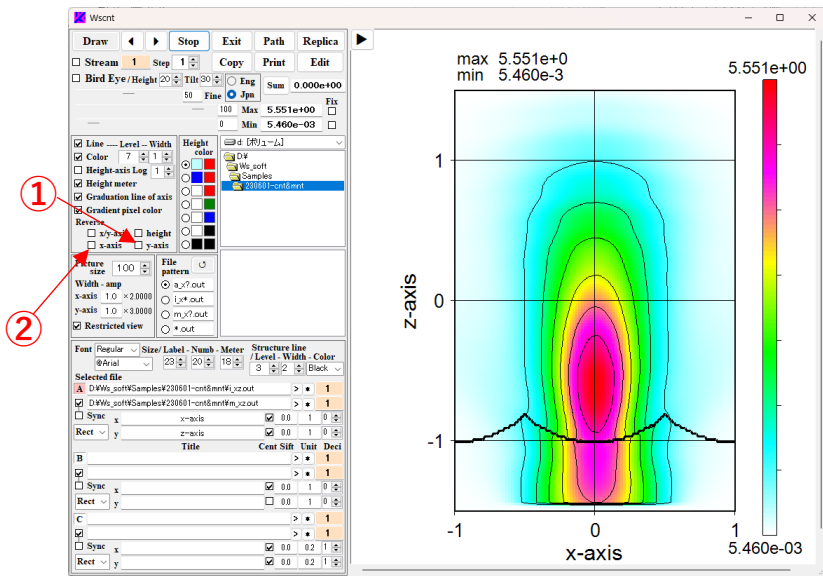 Wscnt
Draw Stop Exit Path Replica
Stream 1 Step 1 Copy Print Edit
Bird Eye / Height 20 Tilt 30 Eng Jpn Sum 0.000e+00
50 Fine Fix
100 Max 5.551e+00
0 Min 5.460e-03
Line ---- Level -- Width
Color 7 1
Height-axis Log 1
Height meter
Graduation line of axis
Gradient pixel color
Reverse
x/y-axis height
x-axis y-axis
Height
color
d: [ボリューム]
D:¥
Ws_soft
Samples
230601-cnt&mnt
①
②
Picture
size 100
Width - amp
x-axis 1.0 ×2.0000
y-axis 1.0 ×3.0000
Restricted view
File
pattern
a_x?.out
i_x*.out
m_x?.out
*.out
Font Regular Size/ Label - Numb - Meter Structure line
/ Level - Width - Color
@Arial 23 20 18 3 2 Black
Selected file
A D:¥Ws_soft¥Samples¥230601-cnt&mnt¥i_xz.out > * 1
D:¥Ws_soft¥Samples¥230601-cnt&mnt¥m_xz.out > * 1
Sync x x-axis 0.0 1 0
Rect y z-axis 0.0 1 0
Title Cent Sift Unit Deci
B > * 1
> * 1
Sync x 0.0 1 0
Rect y 0.0 1 0
C > * 1
> * 1
Sync x 0.0 0.2 1
Rect y 0.0 0.2 1
max 5.551e+0
min 5.460e-3
5.551e+00
1
0
-1
z-axis
-1 0 1
x-axis
5.460e-03